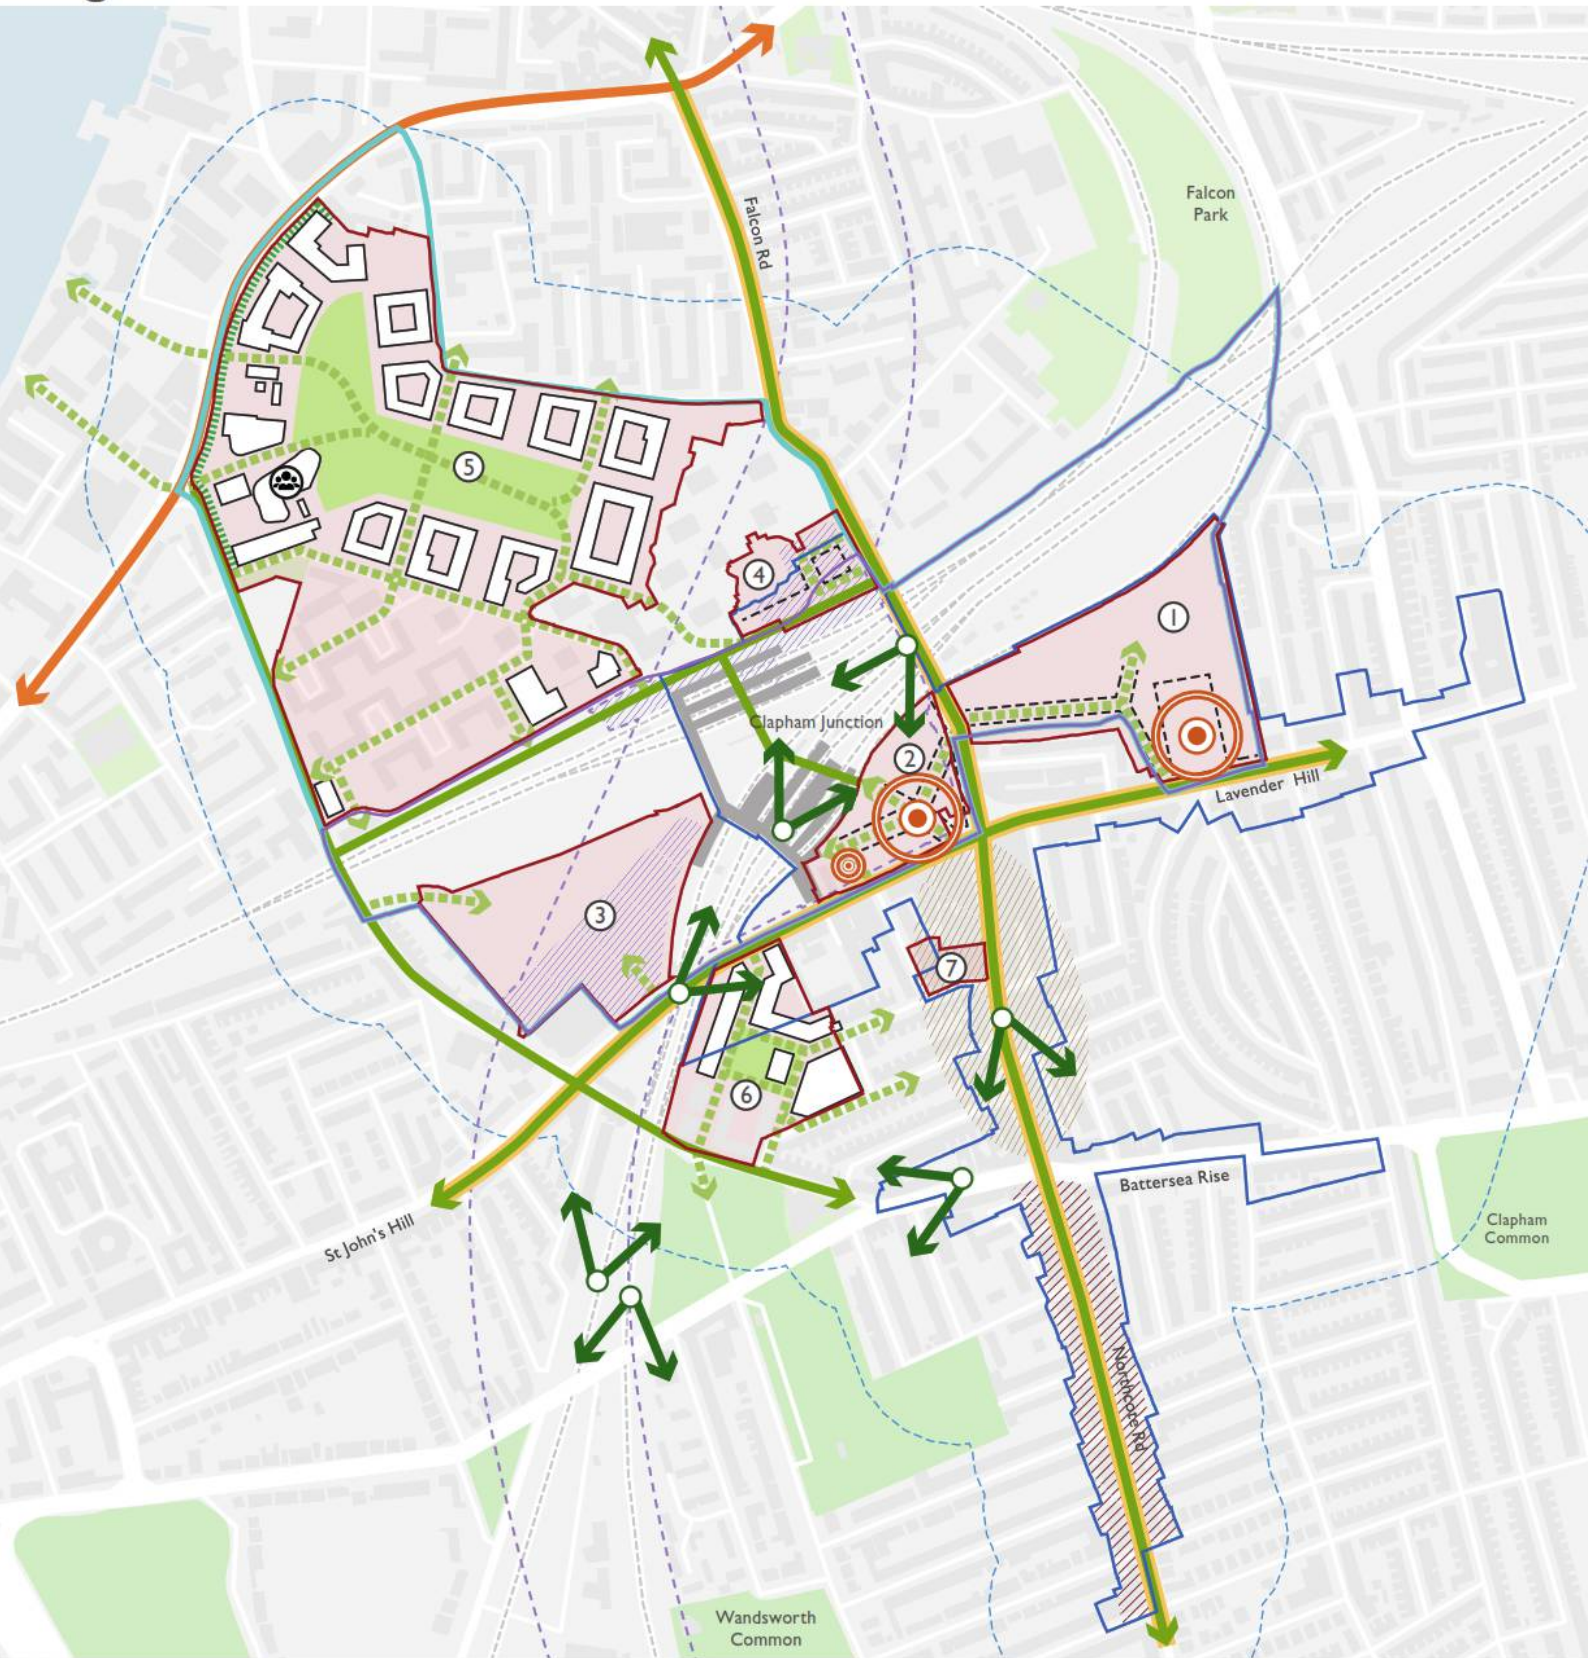 Falcon
Park
Falcon Rd
5
4
1
Clapham Junction
2
Lavender Hill
3
7
6
Battersea Rise
St John's Hill
Clapham
Common
Northcote Rd
Wandsworth
Common